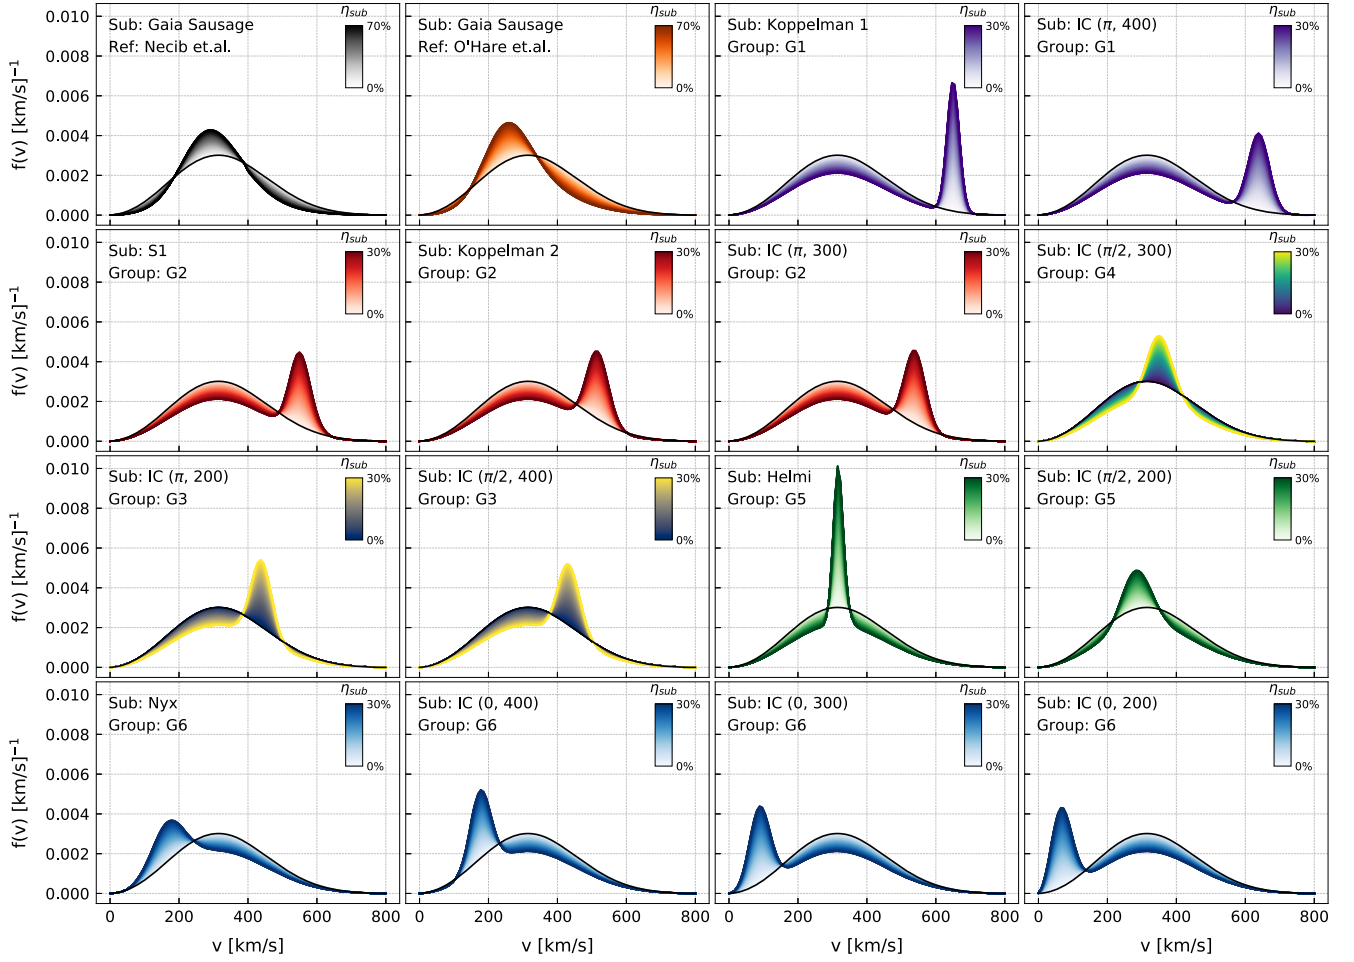 Sub: Gaia Sausage
Ref: Necib et.al.
η_sub
70%
0%
Sub: Gaia Sausage
Ref: O'Hare et.al.
η_sub
70%
0%
Sub: Koppelman 1
Group: G1
η_sub
30%
0%
Sub: IC (π, 400)
Group: G1
η_sub
30%
0%
0.010
0.008
0.006
0.004
0.002
0.000
f(v) [km/s]⁻¹
Sub: S1
Group: G2
η_sub
30%
0%
Sub: Koppelman 2
Group: G2
η_sub
30%
0%
Sub: IC (π, 300)
Group: G2
η_sub
30%
0%
Sub: IC (π/2, 300)
Group: G4
η_sub
30%
0%
0.010
0.008
0.006
0.004
0.002
0.000
f(v) [km/s]⁻¹
Sub: IC (π, 200)
Group: G3
η_sub
30%
0%
Sub: IC (π/2, 400)
Group: G3
η_sub
30%
0%
Sub: Helmi
Group: G5
η_sub
30%
0%
Sub: IC (π/2, 200)
Group: G5
η_sub
30%
0%
0.010
0.008
0.006
0.004
0.002
0.000
f(v) [km/s]⁻¹
Sub: Nyx
Group: G6
η_sub
30%
0%
Sub: IC (0, 400)
Group: G6
η_sub
30%
0%
Sub: IC (0, 300)
Group: G6
η_sub
30%
0%
Sub: IC (0, 200)
Group: G6
η_sub
30%
0%
0.010
0.008
0.006
0.004
0.002
0.000
f(v) [km/s]⁻¹
0 200 400 600 800
0 200 400 600 800
0 200 400 600 800
0 200 400 600 800
v [km/s]
v [km/s]
v [km/s]
v [km/s]